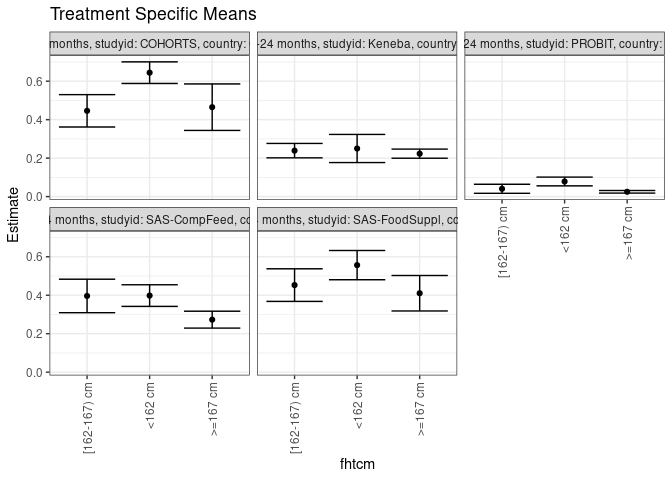 Treatment Specific Means
months, studyid: COHORTS, country:
-24 months, studyid: Keneba, country
24 months, studyid: PROBIT, country:
0.6
0.4
0.2
0.0
[162-167) cm
<162 cm
>=167 cm
months, studyid: SAS-CompFeed, co
months, studyid: SAS-FoodSuppl, co
0.6
0.4
0.2
0.0
Estimate
[162-167) cm
<162 cm
>=167 cm
[162-167) cm
<162 cm
>=167 cm
fhtcm